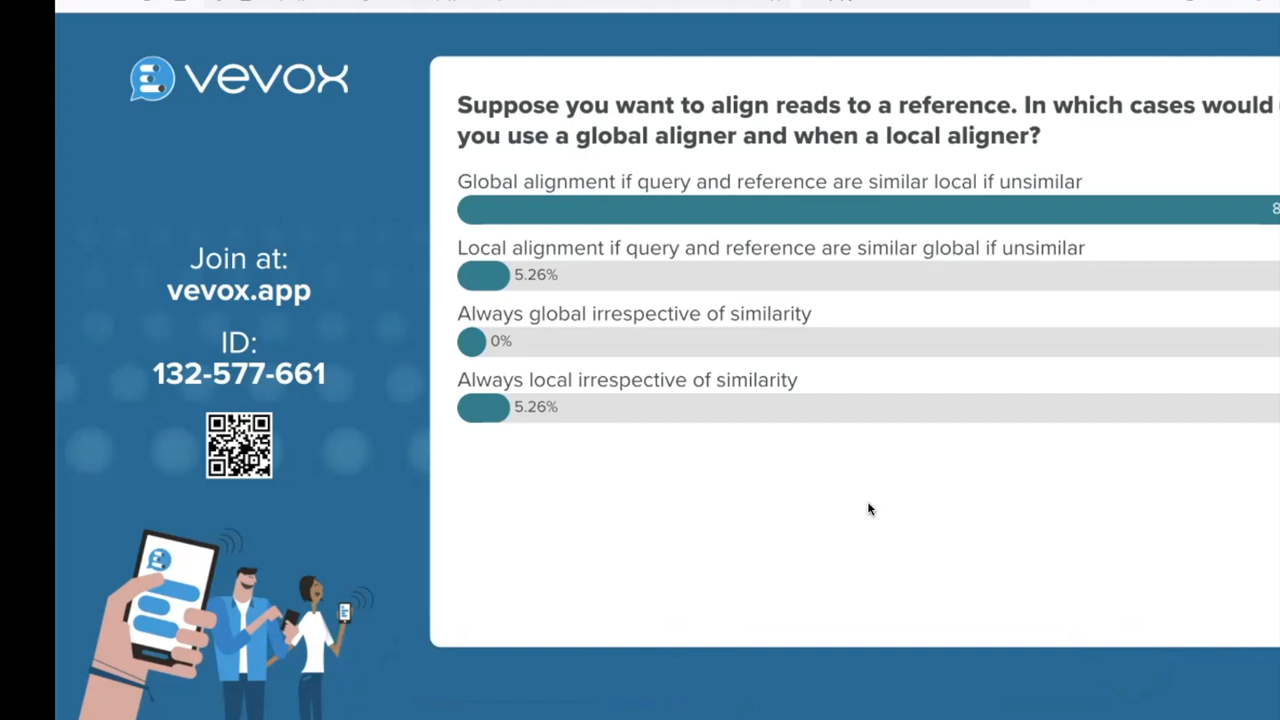 vevox
Join at:
vevox.app
ID:
132-577-661
Suppose you want to align reads to a reference. In which cases would
you use a global aligner and when a local aligner?
Global alignment if query and reference are similar local if unsimilar
8
Local alignment if query and reference are similar global if unsimilar
5.26%
Always global irrespective of similarity
0%
Always local irrespective of similarity
5.26%